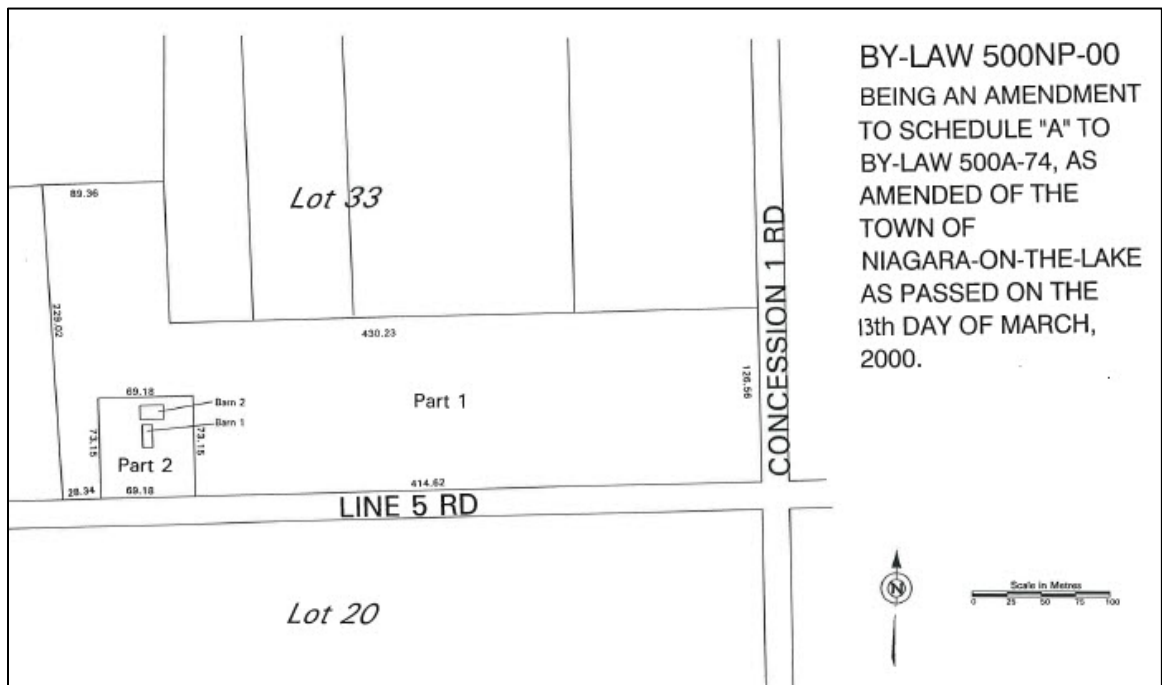 BY-LAW 500NP-00
BEING AN AMENDMENT
TO SCHEDULE "A" TO
BY-LAW 500A-74, AS
AMENDED OF THE
TOWN OF
NIAGARA-ON-THE-LAKE
AS PASSED ON THE
13th DAY OF MARCH,
2000.
89.36
Lot 33
CONCESSION 1 RD
229.02
430.23
126.56
69.18
Barn 2
Barn 1
Part 1
73.15
73.15
Part 2
28.34
69.18
414.62
LINE 5 RD
Lot 20
N
Scale in Metres
0 25 50 75 100